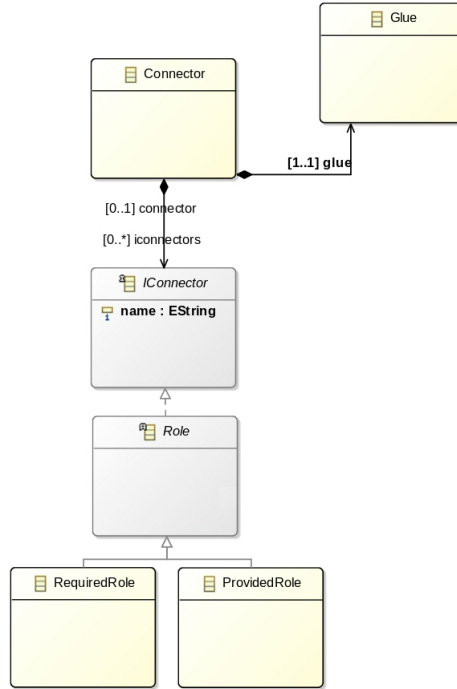 Glue
Connector
[1..1] glue
[0..1] connector
[0..*] iconnectors
IConnector
name : EString
Role
RequiredRole
ProvidedRole